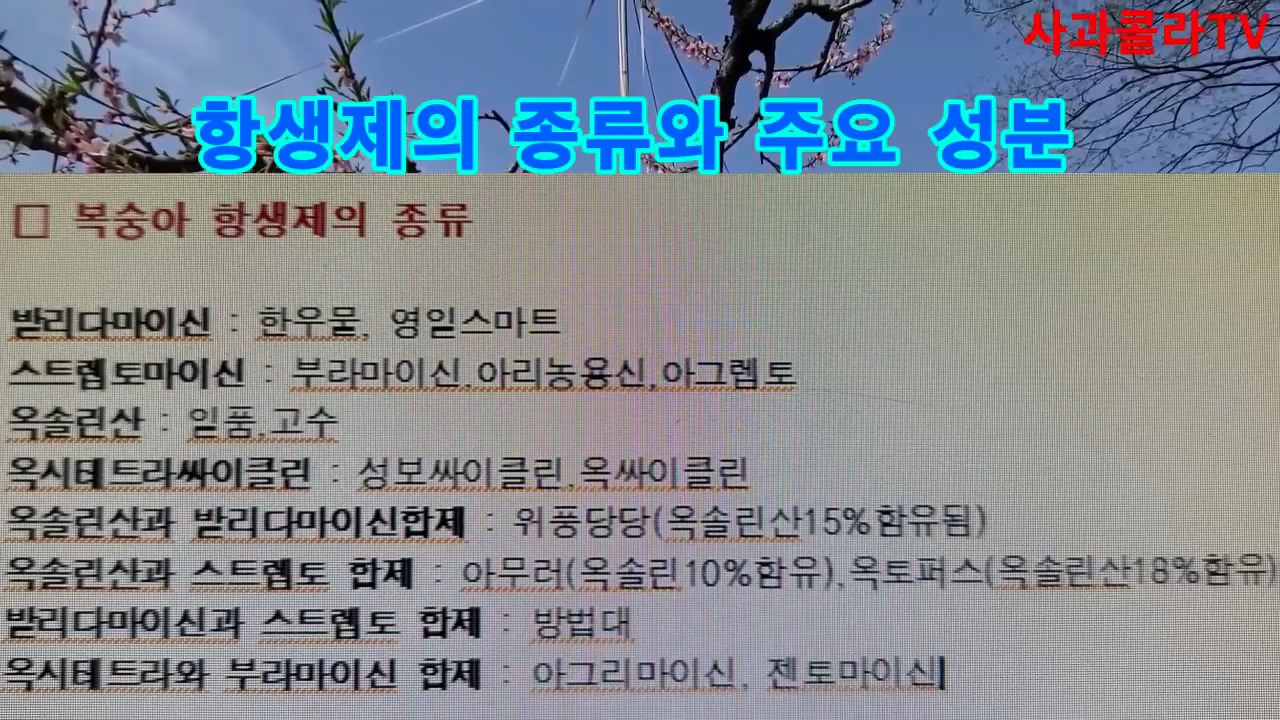 사과콜라TV
항생제의 종류와 주요 성분
□ 복숭아 항생제의 종류
발리다마이신 : 한우물, 영일스마트
스트렙토마이신 : 부라마이신,아리농용신,아그렙토
옥솔린산 : 일품,고수
옥시테트라싸이클린 : 성보싸이클린,옥싸이클린
옥솔린산과 발리다마이신합제 : 위풍당당(옥솔린산15%함유됨)
옥솔린산과 스트렙토 합제 : 아무러(옥솔린10%함유),옥토퍼스(옥솔린산18%함유)
발리다마이신과 스트렙토 합제 : 방법대
옥시테트라와 부라마이신 합제 : 아그리마이신, 젠토마이신